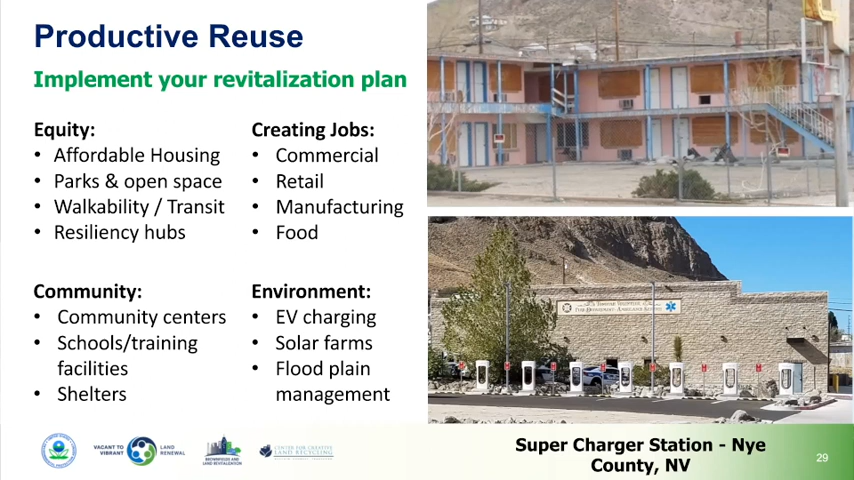 Productive Reuse
Implement your revitalization plan
Equity:
• Affordable Housing
• Parks & open space
• Walkability / Transit
• Resiliency hubs
Creating Jobs:
• Commercial
• Retail
• Manufacturing
• Food
Community:
• Community centers
• Schools/training
facilities
• Shelters
Environment:
• EV charging
• Solar farms
• Flood plain
management
VACANT TO
VIBRANT
LAND
RENEWAL
BROWNFIELDS AND
LAND REVITALIZATION
CENTER FOR CREATIVE
LAND RECYCLING
Super Charger Station - Nye
County, NV
29